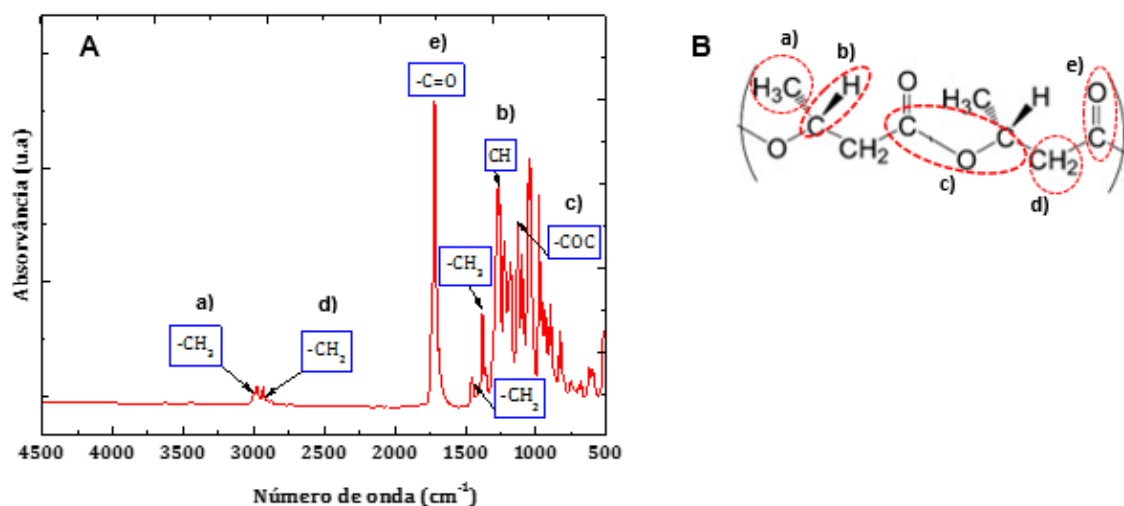 A
e)
-C=O
b)
CH
c)
-COC
-CH3
a)
d)
-CH3
-CH2
-CH2
Absorvância (u.a)
4500 4000 3500 3000 2500 2000 1500 1000 500
Número de onda (cm-1)
B
a)
b)
e)
H3C
H
O
H3C
H
O
O
CH2
C
O
C
CH2
C
c)
d)